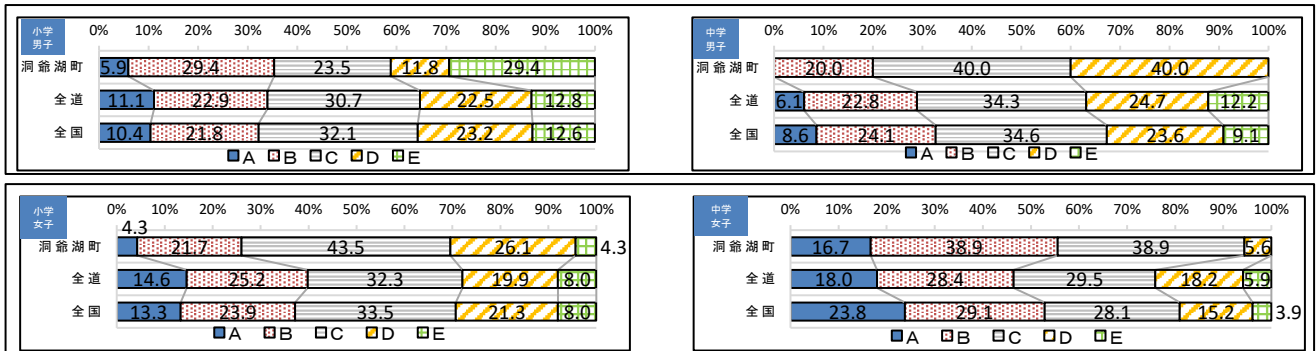 小学
男子
0% 10% 20% 30% 40% 50% 60% 70% 80% 90% 100%
洞爺湖町 5.9 29.4 23.5 11.8 29.4
全道 11.1 22.9 30.7 22.5 12.8
全国 10.4 21.8 32.1 23.2 12.6
A B C D E
中学
男子
0% 10% 20% 30% 40% 50% 60% 70% 80% 90% 100%
洞爺湖町 20.0 40.0 40.0
全道 6.1 22.8 34.3 24.7 12.2
全国 8.6 24.1 34.6 23.6 9.1
A B C D E
小学
女子
0% 10% 20% 30% 40% 50% 60% 70% 80% 90% 100%
洞爺湖町 4.3 21.7 43.5 26.1 4.3
全道 14.6 25.2 32.3 19.9 8.0
全国 13.3 23.9 33.5 21.3 8.0
A B C D E
中学
女子
0% 10% 20% 30% 40% 50% 60% 70% 80% 90% 100%
洞爺湖町 16.7 38.9 38.9 5.6
全道 18.0 28.4 29.5 18.2 5.9
全国 23.8 29.1 28.1 15.2 3.9
A B C D E